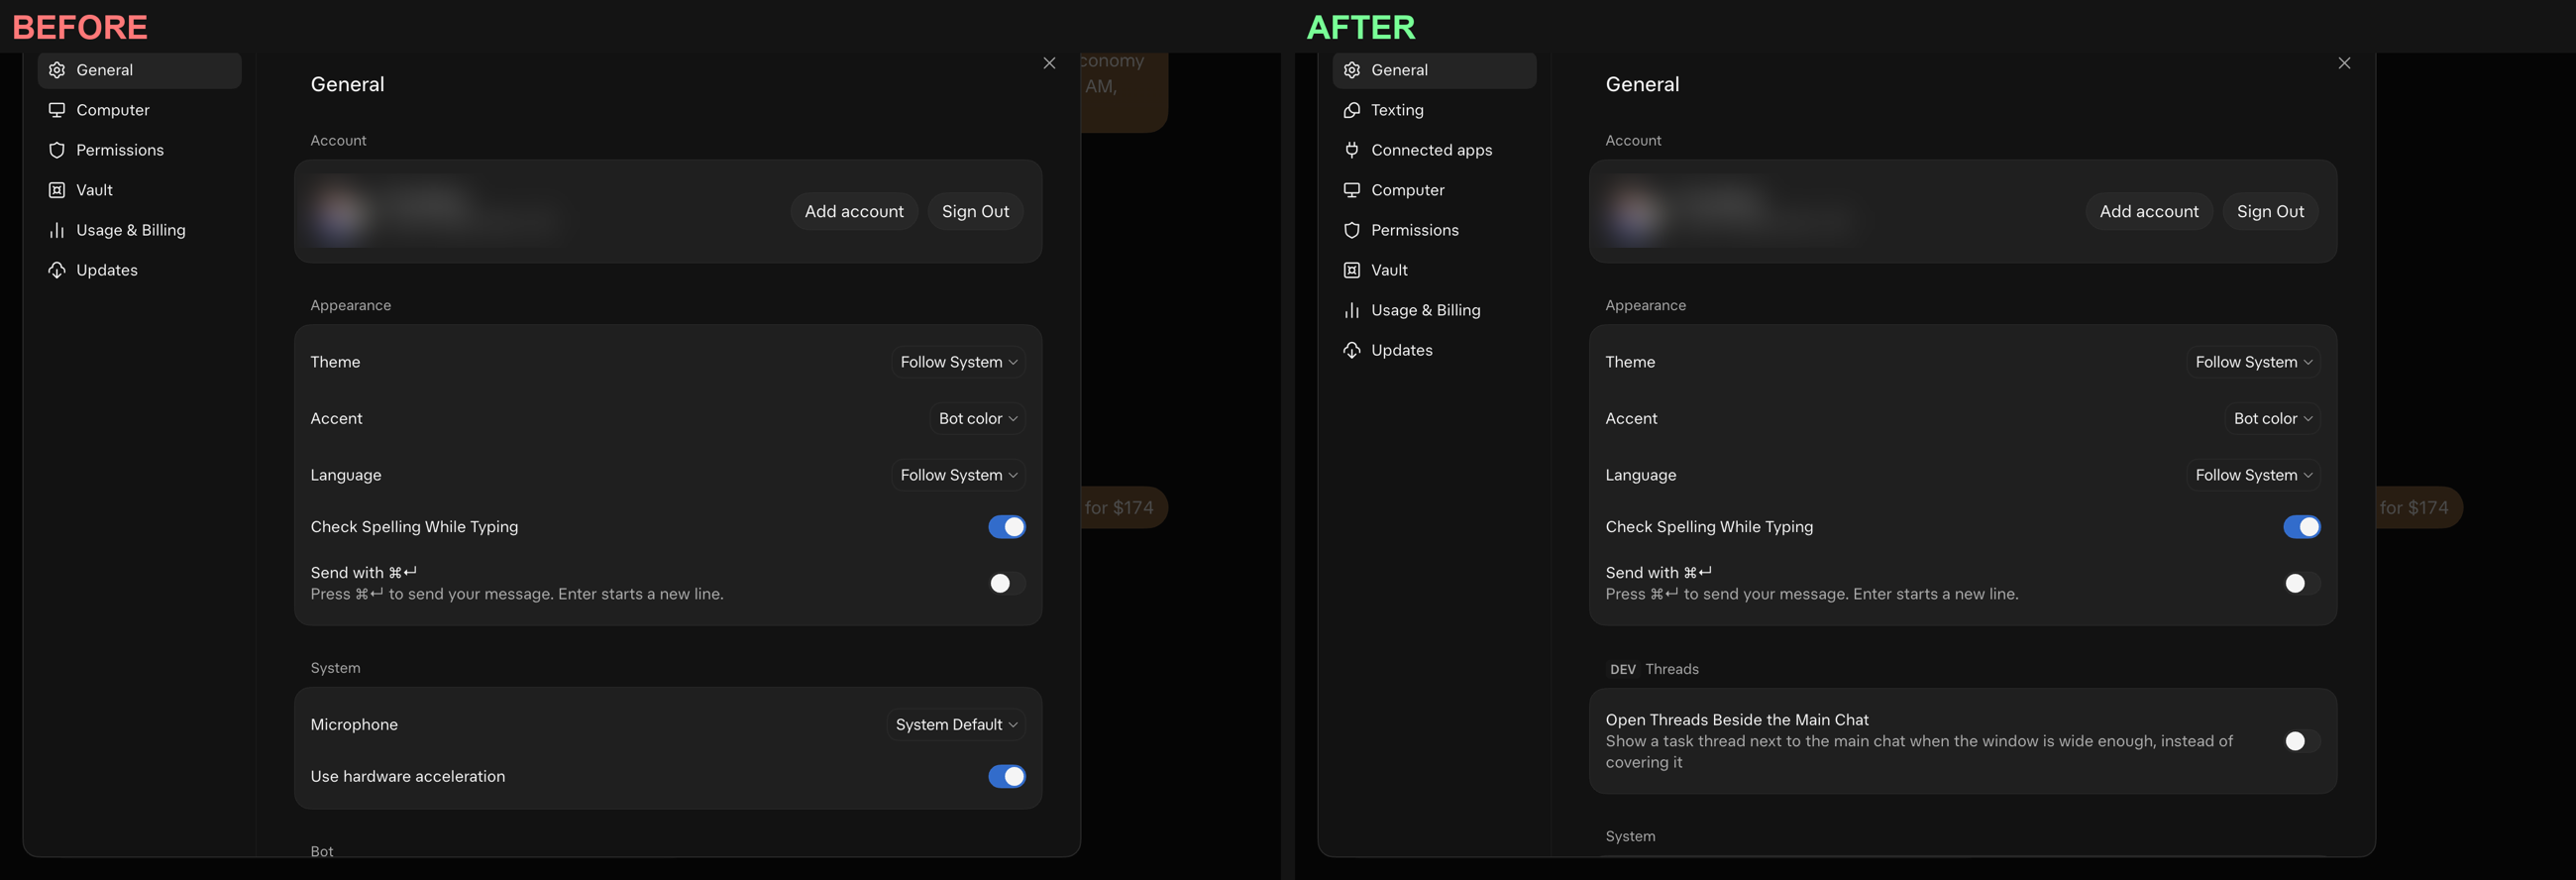 BEFORE
General
Computer
Permissions
Vault
Usage & Billing
Updates
General
Account
Add account
Sign Out
Appearance
Theme
Follow System
Accent
Bot color
Language
Follow System
Check Spelling While Typing
Send with ⌘↵
Press ⌘↵ to send your message. Enter starts a new line.
System
Microphone
System Default
Use hardware acceleration
Bot
conomy
AM,
for $174
AFTER
General
Texting
Connected apps
Computer
Permissions
Vault
Usage & Billing
Updates
General
Account
Add account
Sign Out
Appearance
Theme
Follow System
Accent
Bot color
Language
Follow System
Check Spelling While Typing
Send with ⌘↵
Press ⌘↵ to send your message. Enter starts a new line.
DEV Threads
Open Threads Beside the Main Chat
Show a task thread next to the main chat when the window is wide enough, instead of
covering it
System
for $174